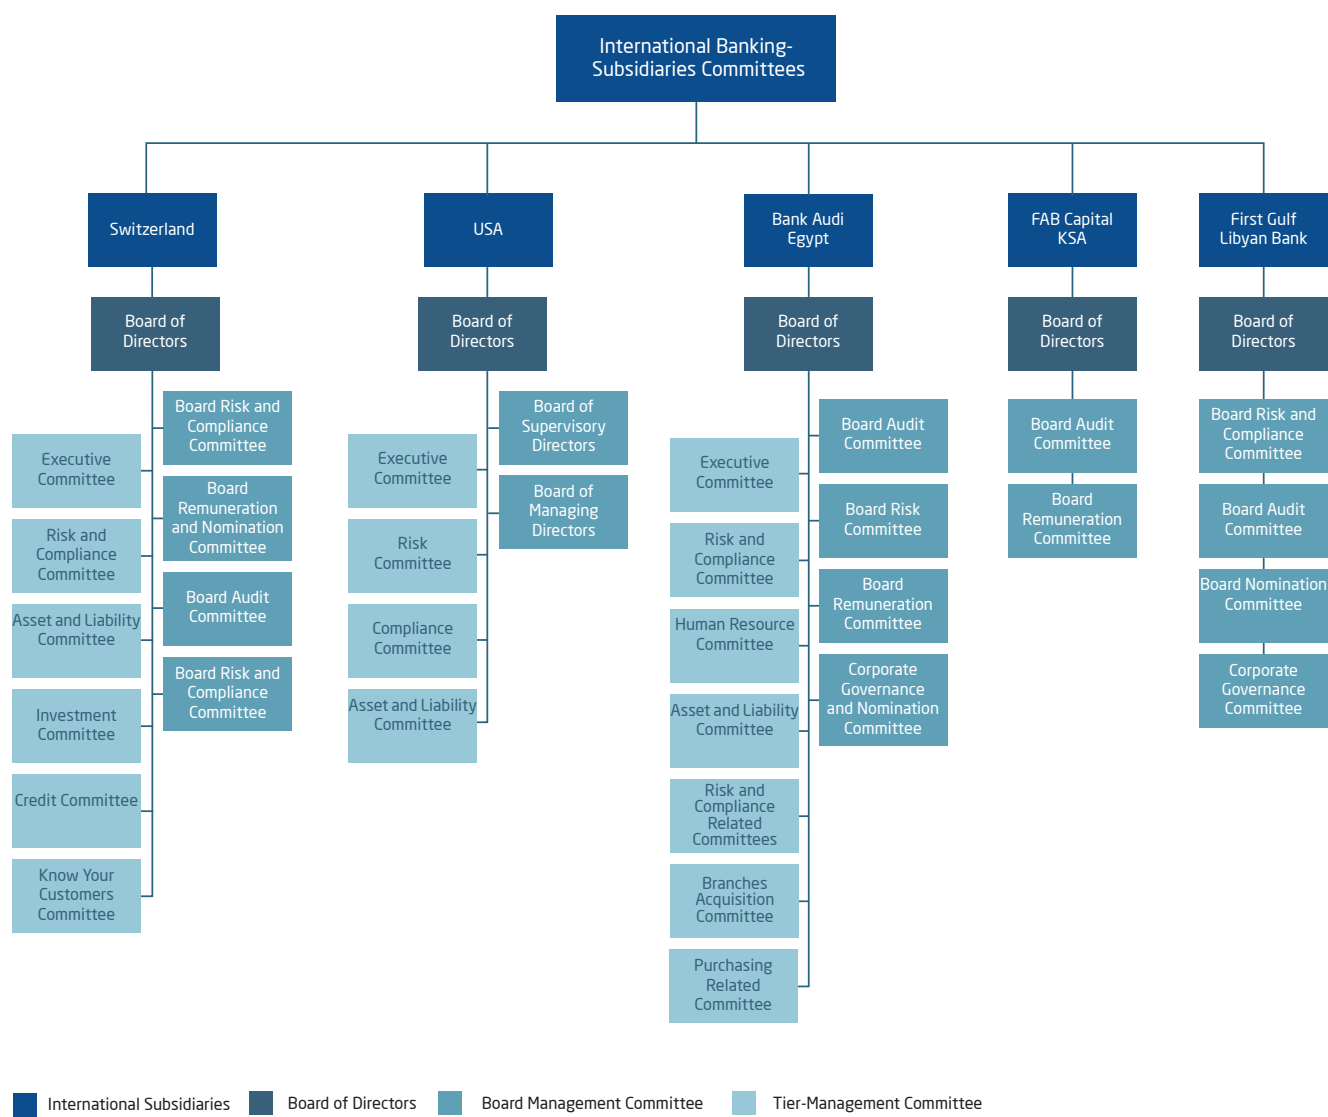 International Banking-
Subsidiaries Committees
Switzerland
USA
Bank Audi
Egypt
FAB Capital
KSA
First Gulf
Libyan Bank
Board of
Directors
Board of
Directors
Board of
Directors
Board of
Directors
Board of
Directors
Executive
Committee
Risk and
Compliance
Committee
Asset and Liability
Committee
Investment
Committee
Credit Committee
Know Your
Customers
Committee
Board Risk and
Compliance
Committee
Board
Remuneration
and Nomination
Committee
Board Audit
Committee
Board Risk and
Compliance
Committee
Executive
Committee
Risk
Committee
Compliance
Committee
Asset and Liability
Committee
Board of
Supervisory
Directors
Board of
Managing
Directors
Executive
Committee
Risk and
Compliance
Committee
Human Resource
Committee
Asset and Liability
Committee
Risk and
Compliance
Related
Committees
Branches
Acquisition
Committee
Purchasing
Related
Committee
Board Audit
Committee
Board Risk
Committee
Board
Remuneration
Committee
Corporate
Governance
and Nomination
Committee
Board Audit
Committee
Board
Remuneration
Committee
Board Risk and
Compliance
Committee
Board Audit
Committee
Board Nomination
Committee
Corporate
Governance
Committee
International Subsidiaries
Board of Directors
Board Management Committee
Tier-Management Committee